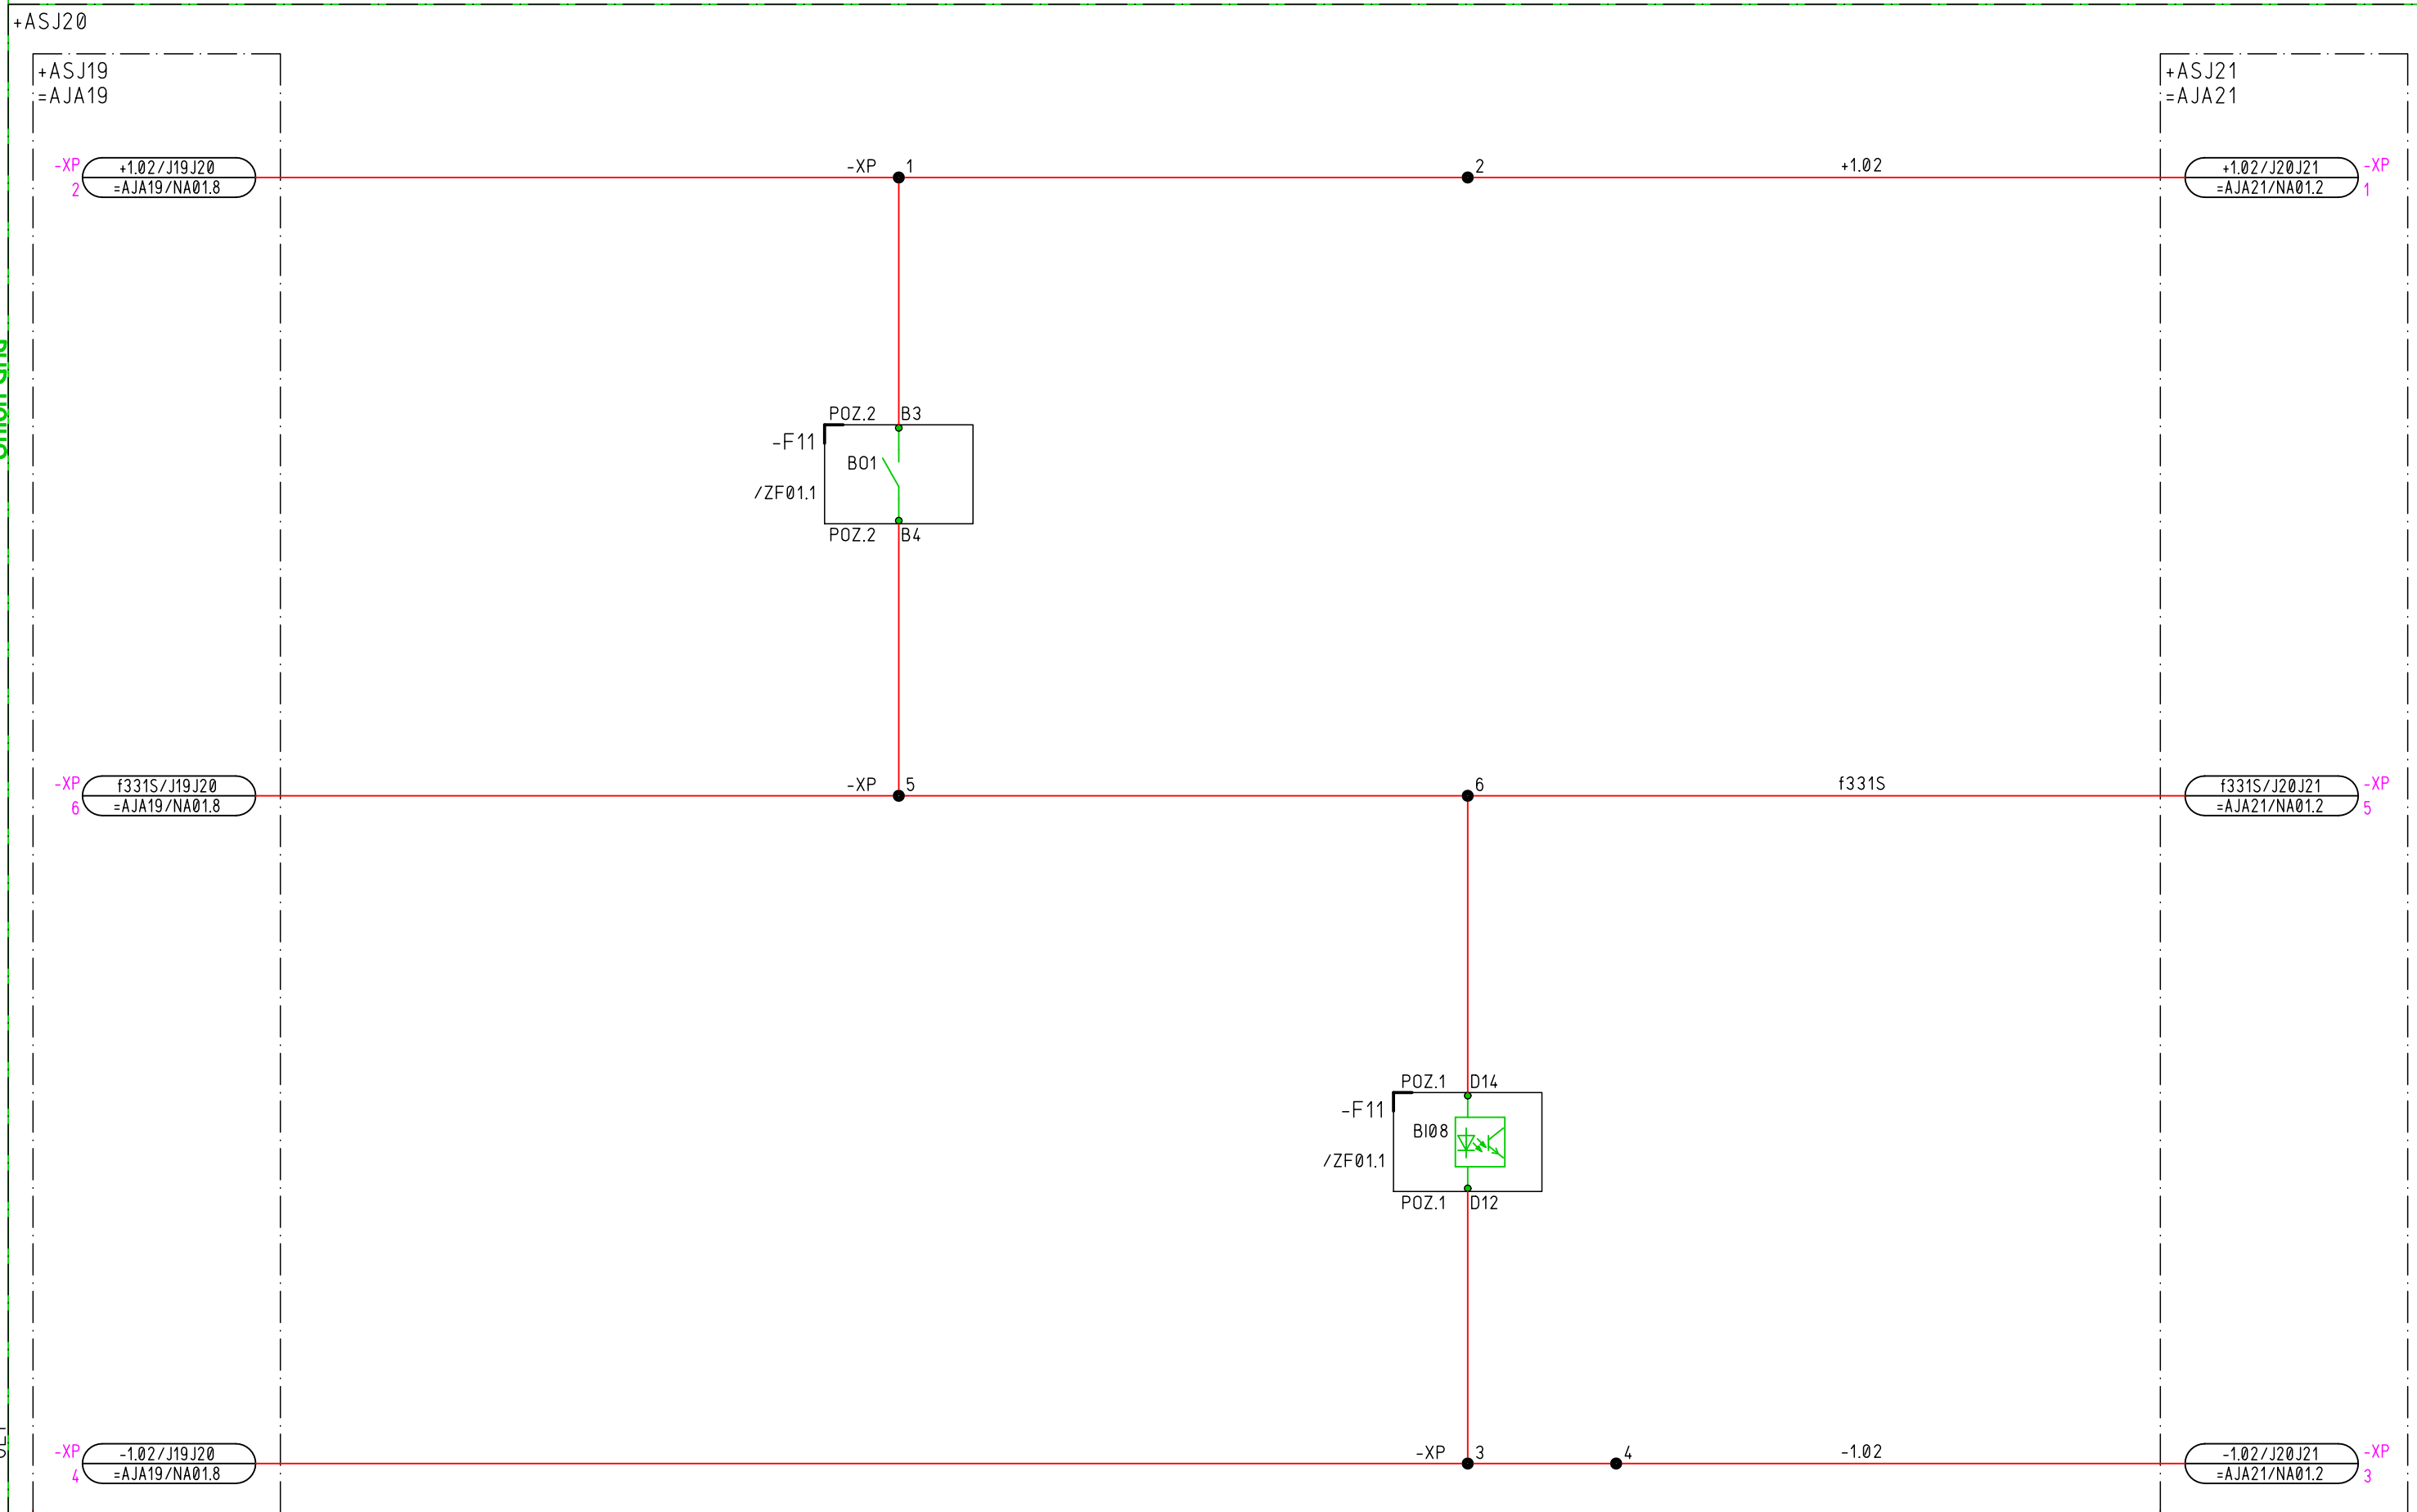 +ASJ20
+ASJ19
=AJA19
+ASJ21
=AJA21
-XP
2
+1.02/J19J20
=AJA19/NA01.8
-XP
1
2
+1.02
+1.02/J20J21
=AJA21/NA01.2
-XP
1
POZ.2
B3
-F11
BO1
/ZF01.1
POZ.2
B4
-XP
6
f331S/J19J20
=AJA19/NA01.8
-XP
5
6
f331S
f331S/J20J21
=AJA21/NA01.2
-XP
5
POZ.1
D14
-F11
BI08
/ZF01.1
POZ.1
D12
-XP
4
-1.02/J19J20
=AJA19/NA01.8
-XP
3
4
-1.02
-1.02/J20J21
=AJA21/NA01.2
-XP
3